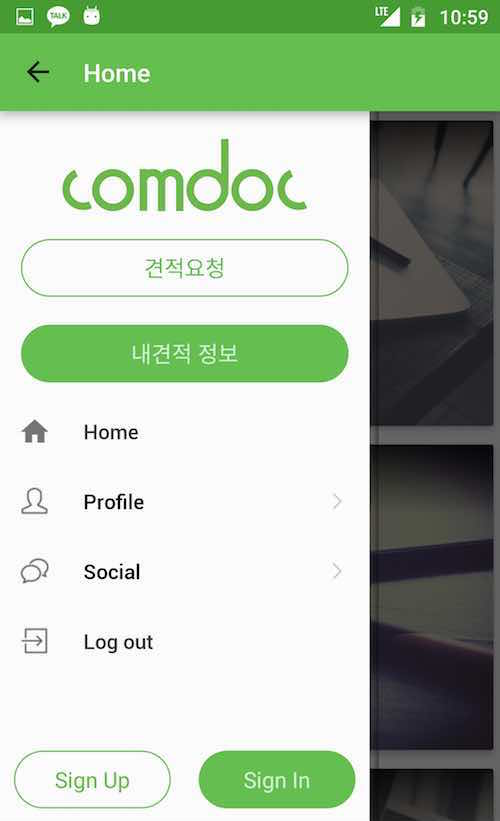 TALK
LTE
10:59
Home
comdoc
견적요청
내견적 정보
Home
Profile
Social
Log out
Sign Up
Sign In